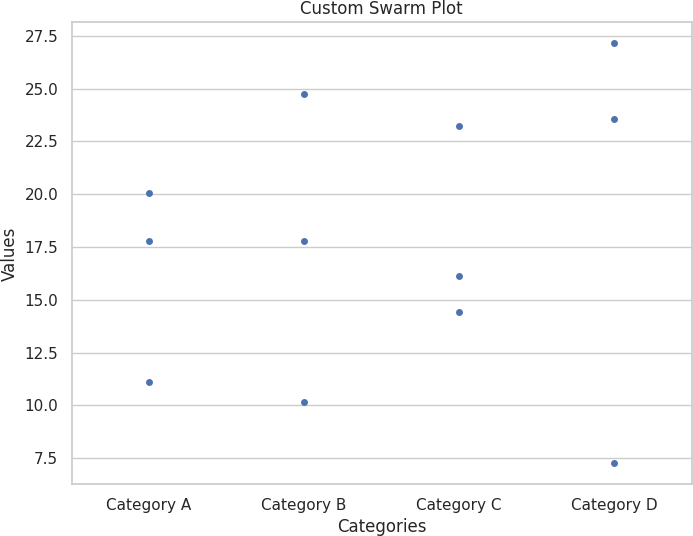 Custom Swarm Plot
27.5
25.0
22.5
20.0
17.5
15.0
12.5
10.0
7.5
Values
Category A
Category B
Category C
Category D
Categories